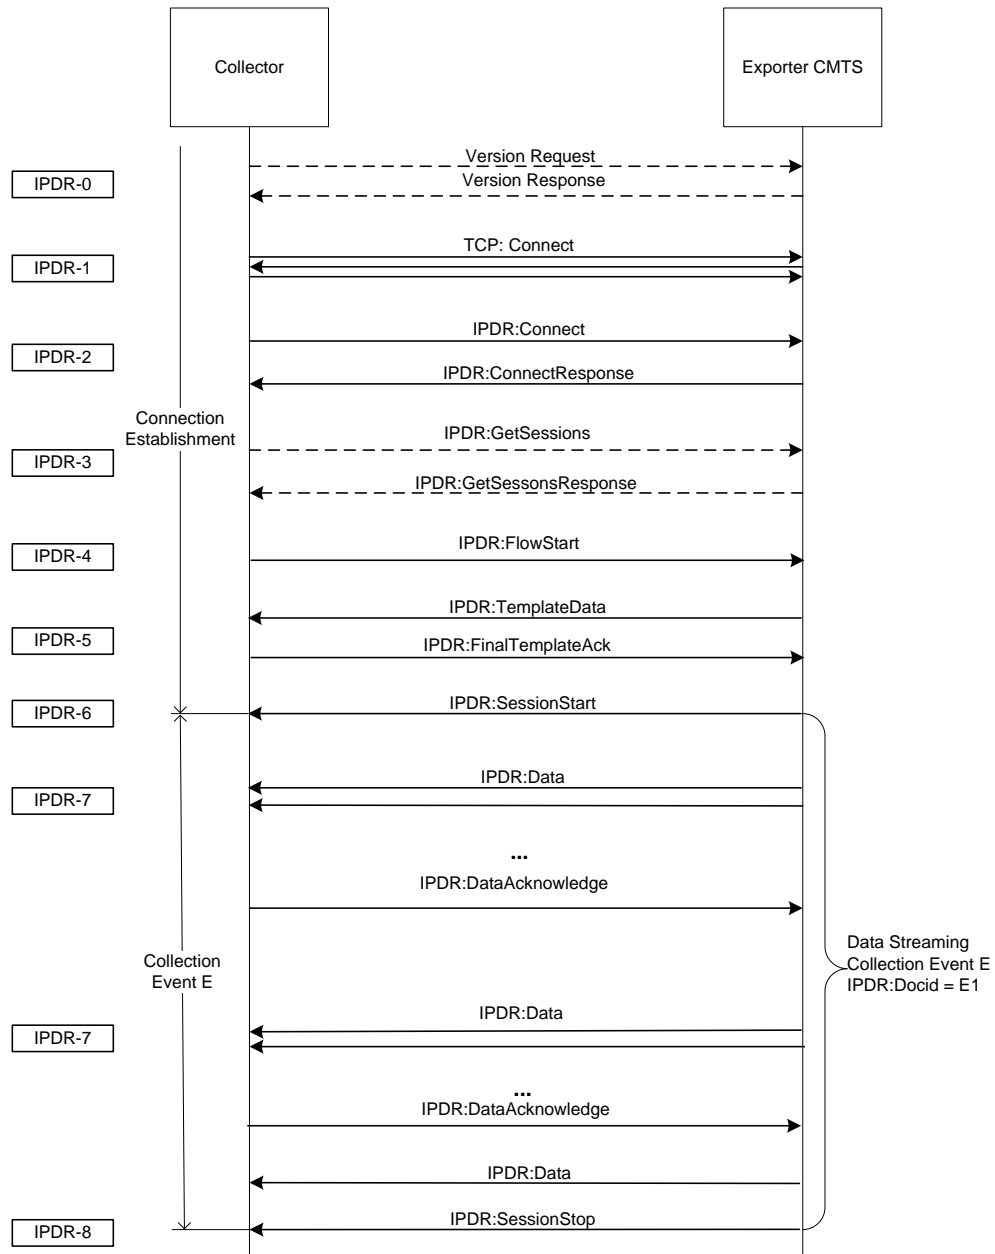 Collector
Exporter CMTS
Version Request
IPDR-0
Version Response
TCP: Connect
IPDR-1
IPDR:Connect
IPDR-2
IPDR:ConnectResponse
Connection
Establishment
IPDR:GetSessions
IPDR-3
IPDR:GetSessonsResponse
IPDR-4
IPDR:FlowStart
IPDR:TemplateData
IPDR-5
IPDR:FinalTemplateAck
IPDR-6
IPDR:SessionStart
IPDR:Data
IPDR-7
...
IPDR:DataAcknowledge
Collection
Event E
Data Streaming
Collection Event E
IPDR:Docid = E1
IPDR:Data
IPDR-7
...
IPDR:DataAcknowledge
IPDR:Data
IPDR:SessionStop
IPDR-8